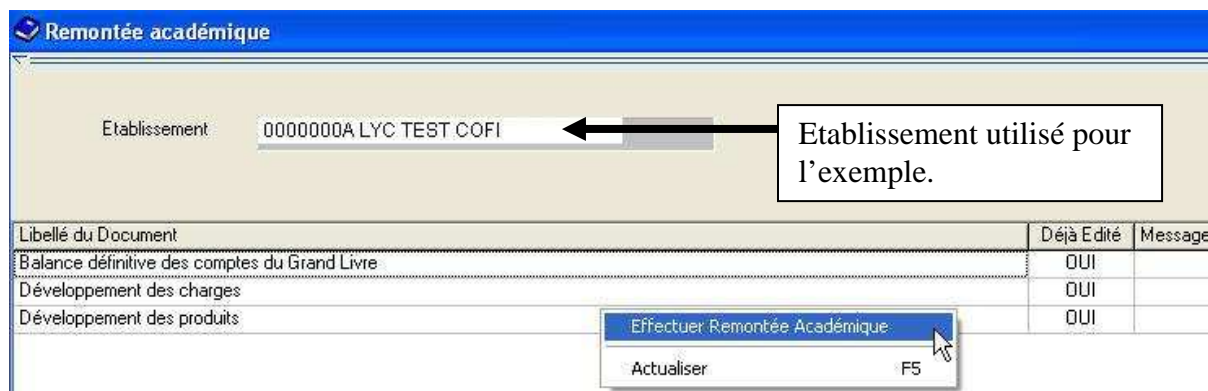 Remontée académique
Etablissement 0000000A LYC TEST COFI
Etablissement utilisé pour
l’exemple.
Libellé du Document Déjà Edité Message
Balance définitive des comptes du Grand Livre OUI
Développement des charges OUI
Développement des produits OUI
Effectuer Remontée Académique
Actualiser F5